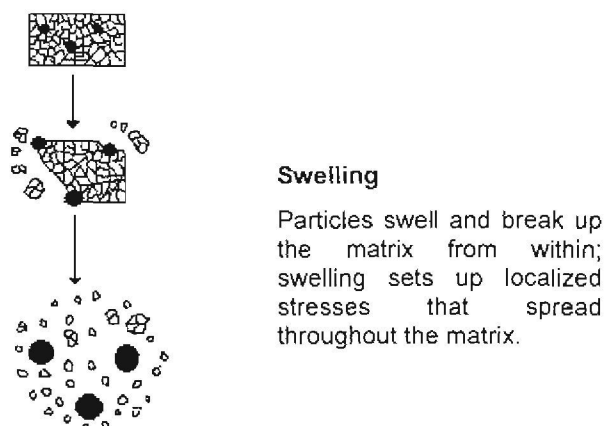 Swelling
Particles swell and break up
the matrix from within;
swelling sets up localized
stresses that spread
throughout the matrix.